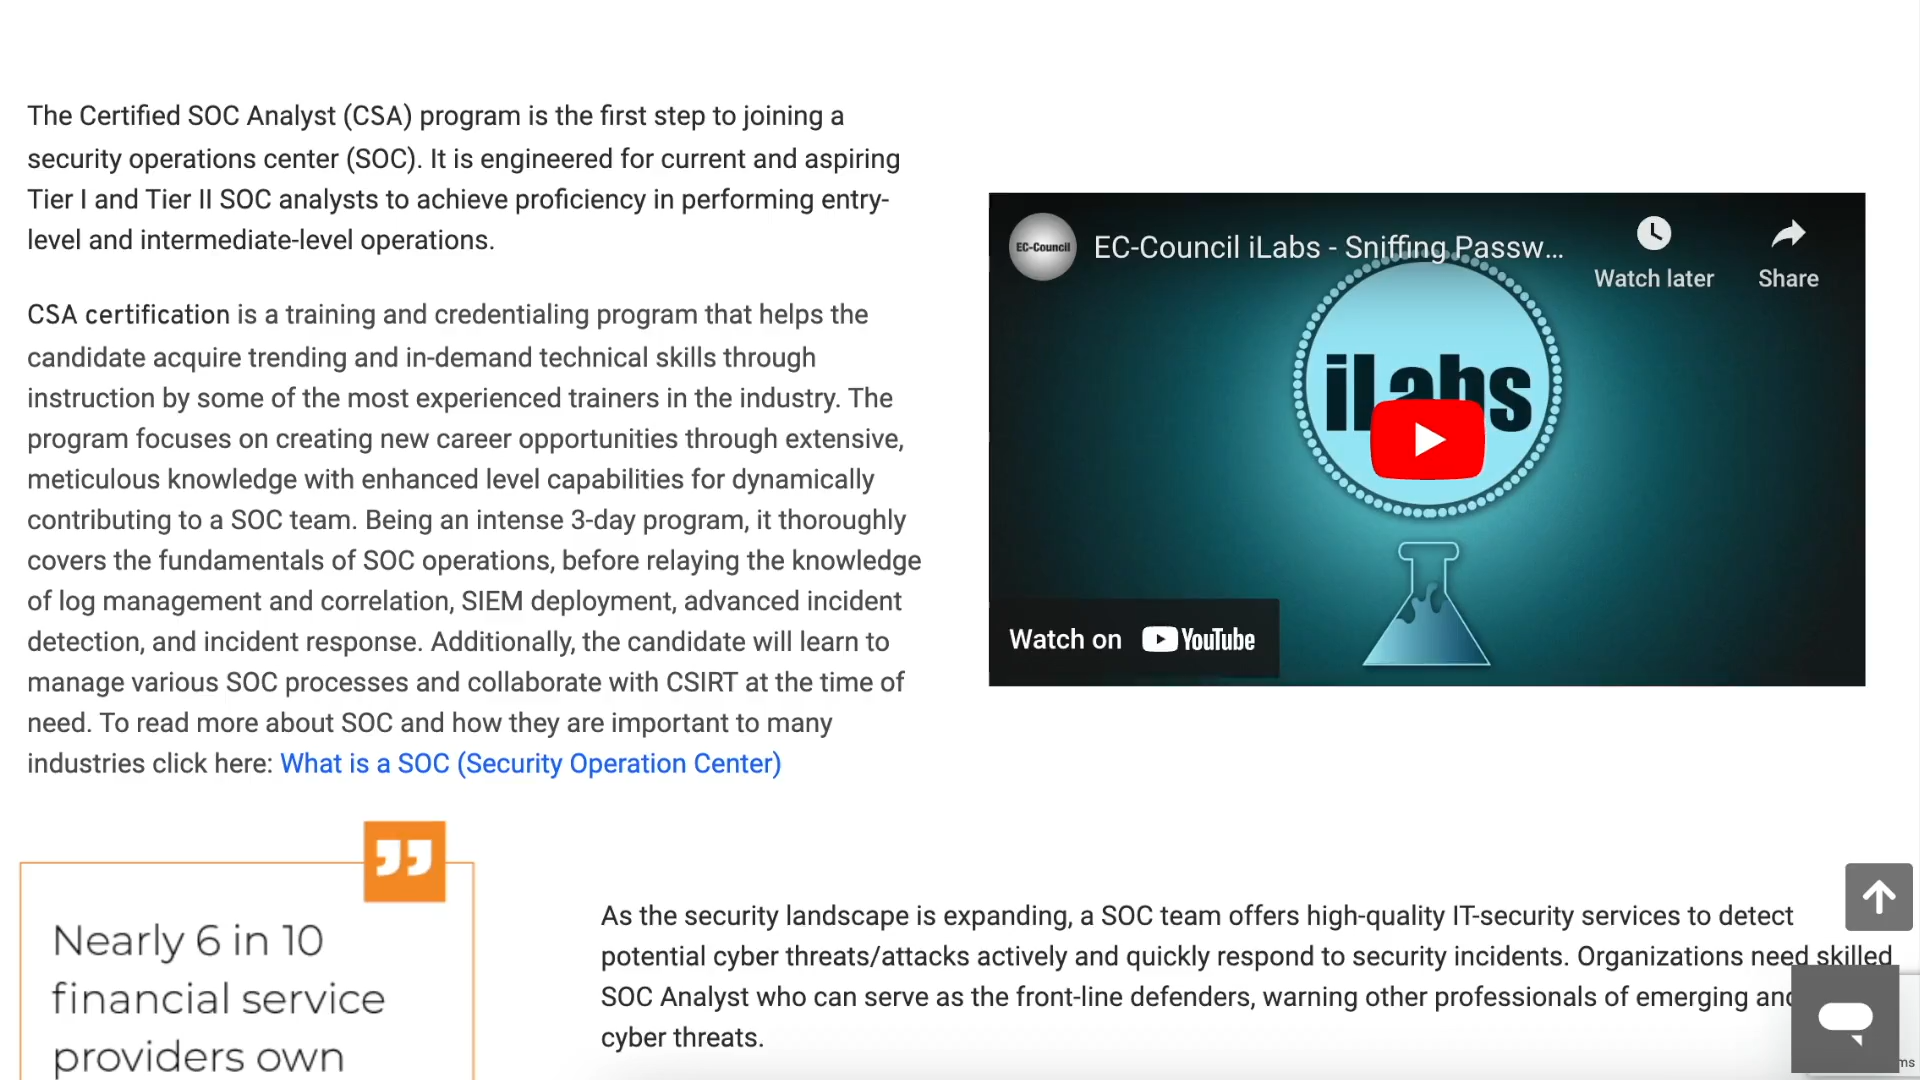 The Certified SOC Analyst (CSA) program is the first step to joining a
security operations center (SOC). It is engineered for current and aspiring
Tier I and Tier II SOC analysts to achieve proficiency in performing entry-
level and intermediate-level operations.
CSA certification is a training and credentialing program that helps the
candidate acquire trending and in-demand technical skills through
instruction by some of the most experienced trainers in the industry. The
program focuses on creating new career opportunities through extensive,
meticulous knowledge with enhanced level capabilities for dynamically
contributing to a SOC team. Being an intense 3-day program, it thoroughly
covers the fundamentals of SOC operations, before relaying the knowledge
of log management and correlation, SIEM deployment, advanced incident
detection, and incident response. Additionally, the candidate will learn to
manage various SOC processes and collaborate with CSIRT at the time of
need. To read more about SOC and how they are important to many
industries click here: What is a SOC (Security Operation Center)
EC-Council
EC-Council iLabs - Sniffing Passw...
Watch later
Share
iLabs
Watch on YouTube
Nearly 6 in 10
financial service
providers own
As the security landscape is expanding, a SOC team offers high-quality IT-security services to detect
potential cyber threats/attacks actively and quickly respond to security incidents. Organizations need skilled
SOC Analyst who can serve as the front-line defenders, warning other professionals of emerging and
cyber threats.